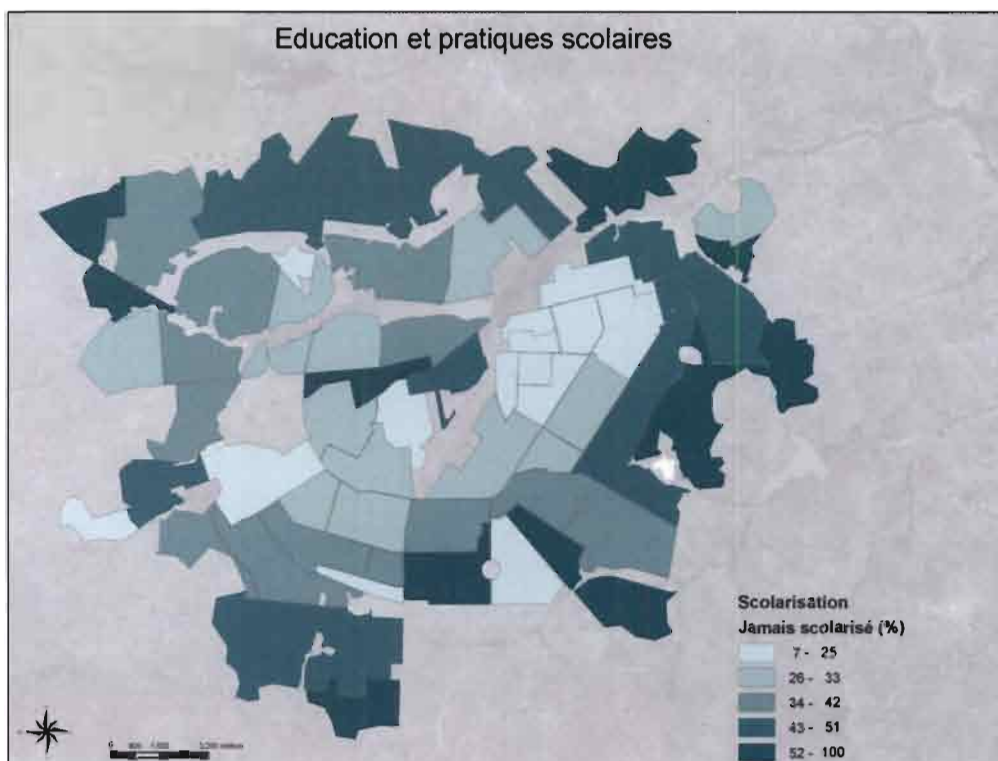 Education et pratiques scolaires
Scolarisation
Jamais scolarisé (%)
7 - 25
26 - 33
34 - 42
43 - 51
52 - 100